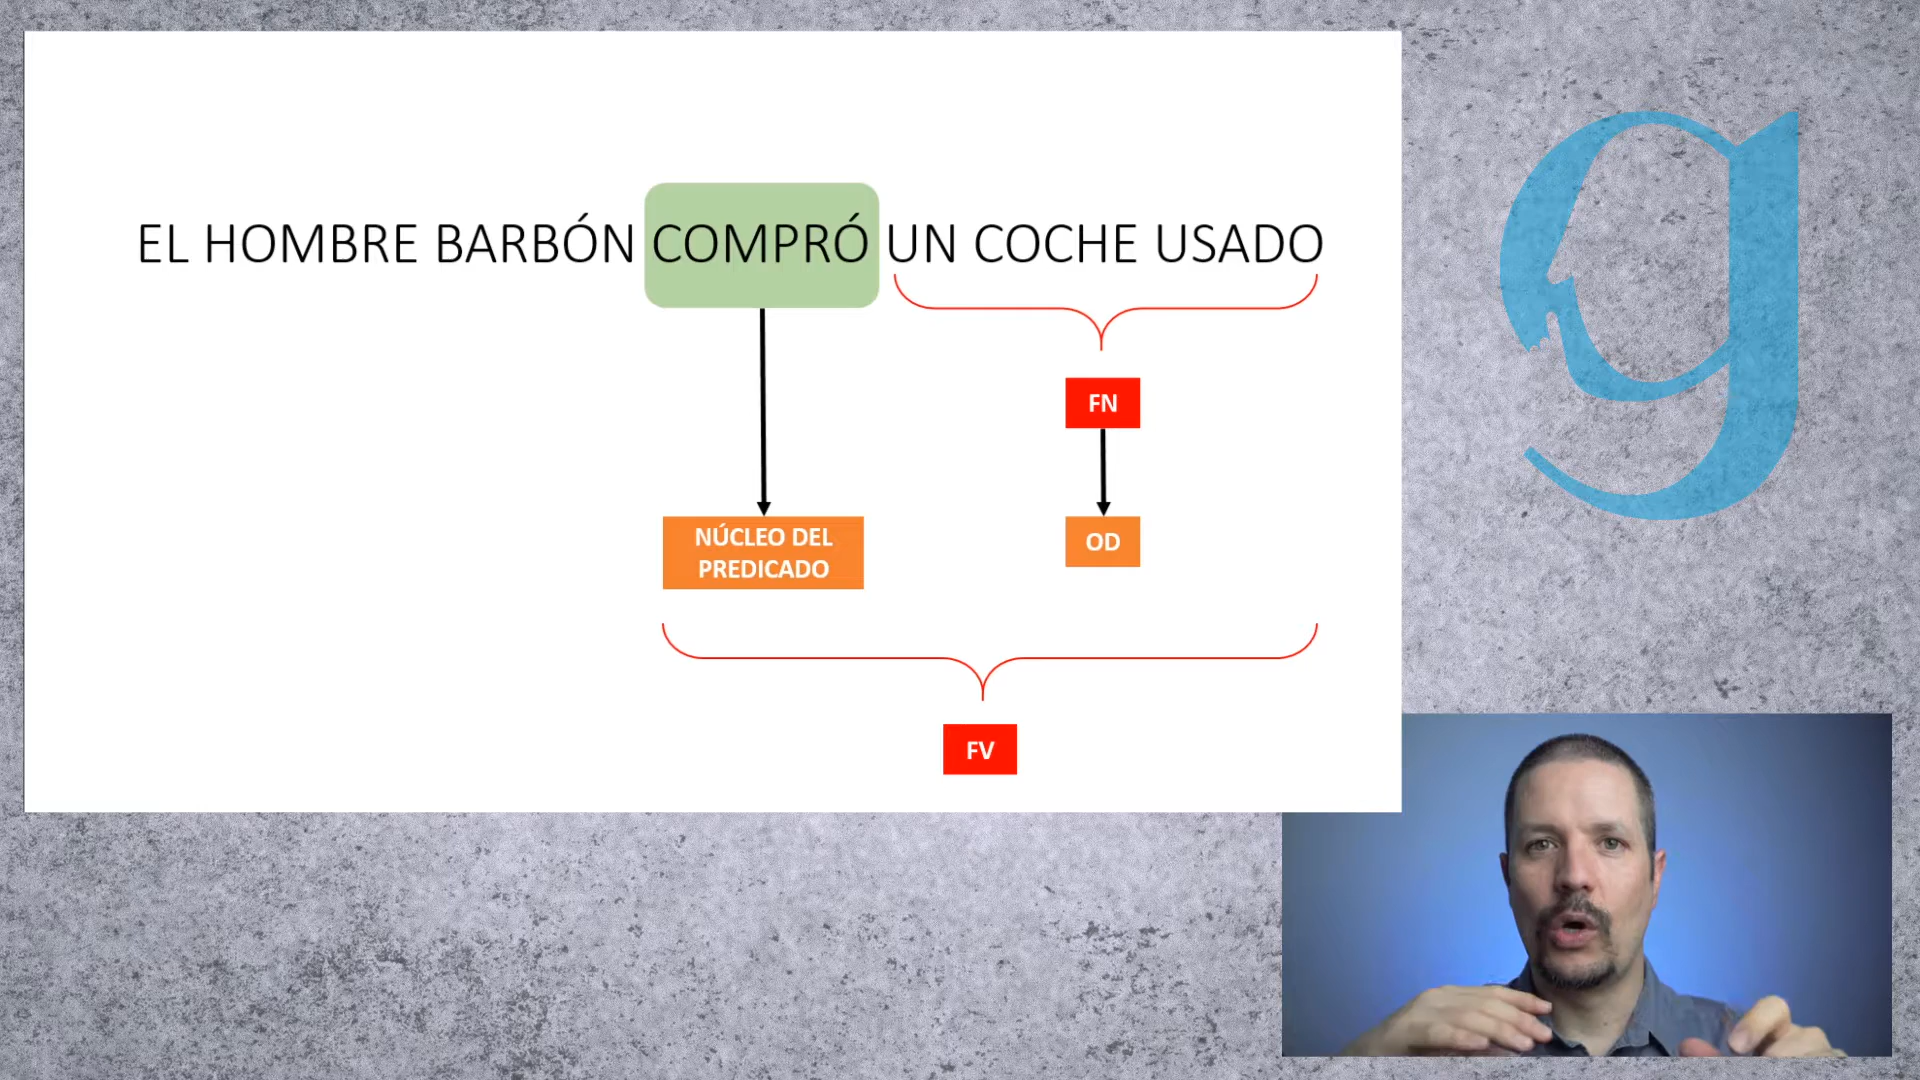 EL HOMBRE BARBÓN COMPRÓ UN COCHE USADO
FN
NÚCLEO DEL
PREDICADO
OD
FV
g